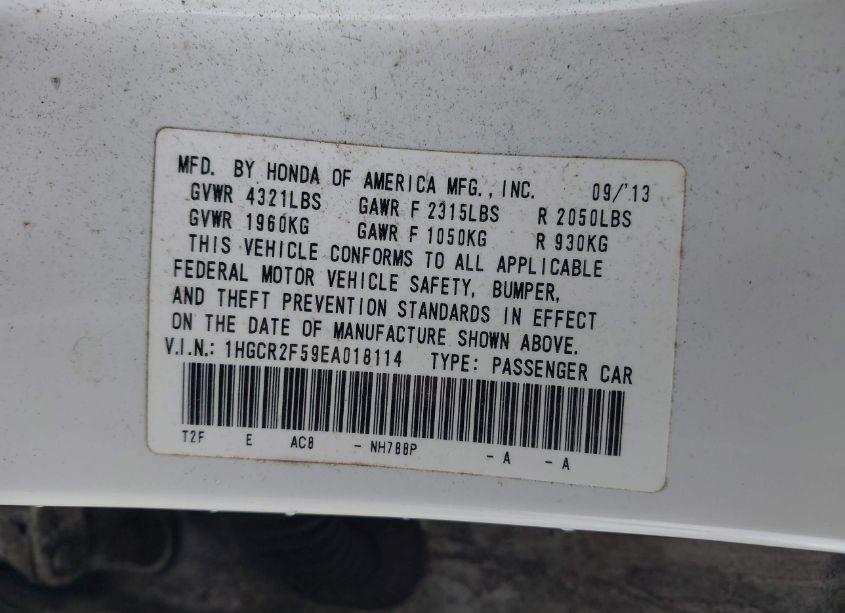 MFD. BY HONDA OF AMERICA MFG., INC. 09/'13
GVWR 4321LBS GAWR F 2315LBS R 2050LBS
GVWR 1960KG GAWR F 1050KG R 930KG
THIS VEHICLE CONFORMS TO ALL APPLICABLE
FEDERAL MOTOR VEHICLE SAFETY, BUMPER,
AND THEFT PREVENTION STANDARDS IN EFFECT
ON THE DATE OF MANUFACTURE SHOWN ABOVE.
V.I.N.: 1HGCR2F59EA018114 TYPE: PASSENGER CAR
T2F E AC8 - NH788P - A - A